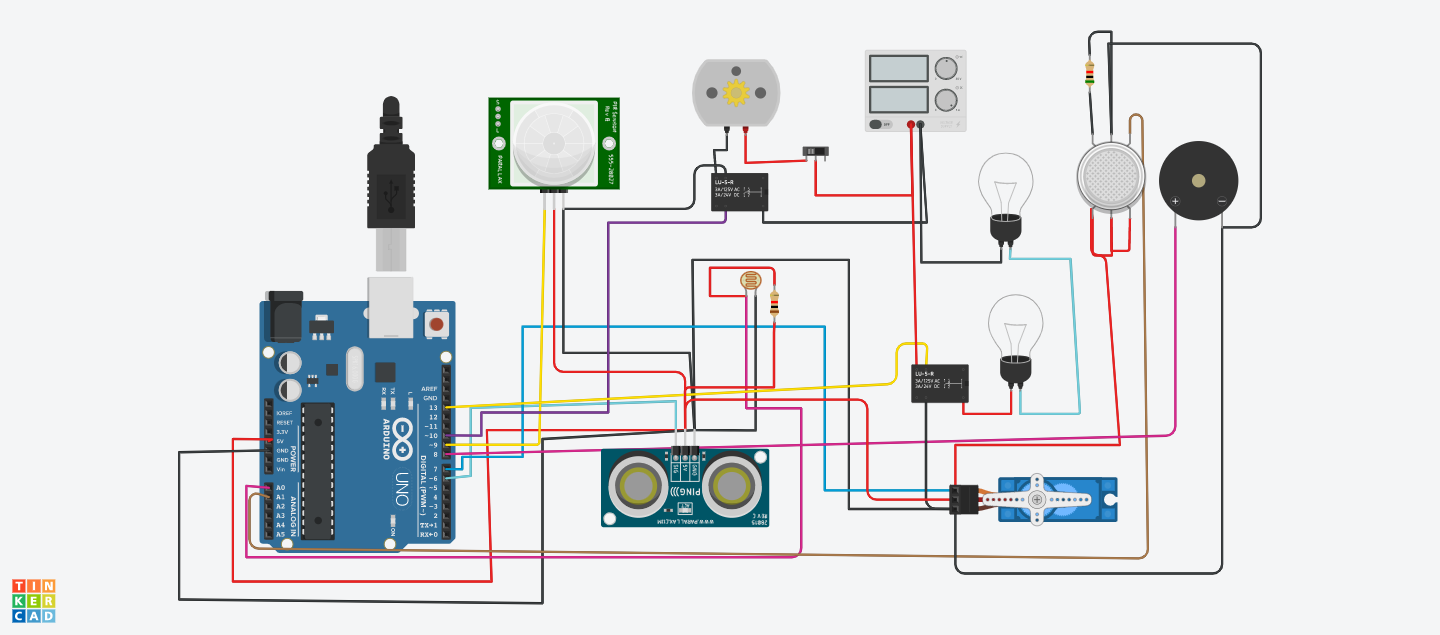 PIR Sensor
Rev B
PARALLAX
555-28027
LU-5-R
3A/125V AC
3A/24V DC
OFF
+
−
LU-5-R
3A/125V AC
3A/24V DC
AREF
GND
13
12
~11
~10
~9
8
7
~6
~5
4
~3
2
TX→1
RX←0
DIGITAL (PWM~)
RX
TX
L
ON
ARDUINO
UNO
IOREF
RESET
3.3V
5V
GND
GND
Vin
POWER
A0
A1
A2
A3
A4
A5
ANALOG IN
SIG
5V
GND
PING)))
WWW.PARALLAX.COM
28015
REV C
TIN
KER
CAD